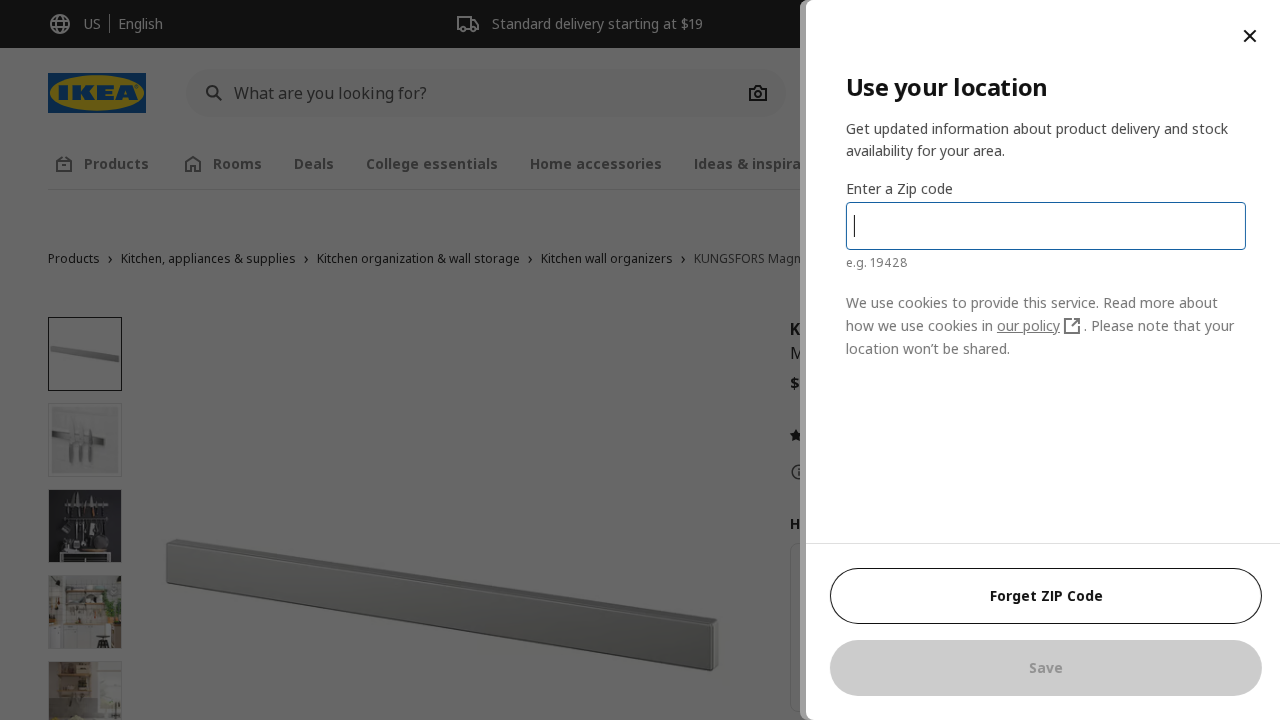 US
English
Standard delivery starting at $19
IKEA
What are you looking for?
Products
Rooms
Deals
College essentials
Home accessories
Ideas & inspira
Products › Kitchen, appliances & supplies › Kitchen organization & wall storage › Kitchen wall organizers › KUNGSFORS Magn
K
M
$
H
Use your location
Get updated information about product delivery and stock
availability for your area.
Enter a Zip code
e.g. 19428
We use cookies to provide this service. Read more about
how we use cookies in our policy . Please note that your
location won’t be shared.
Forget ZIP Code
Save